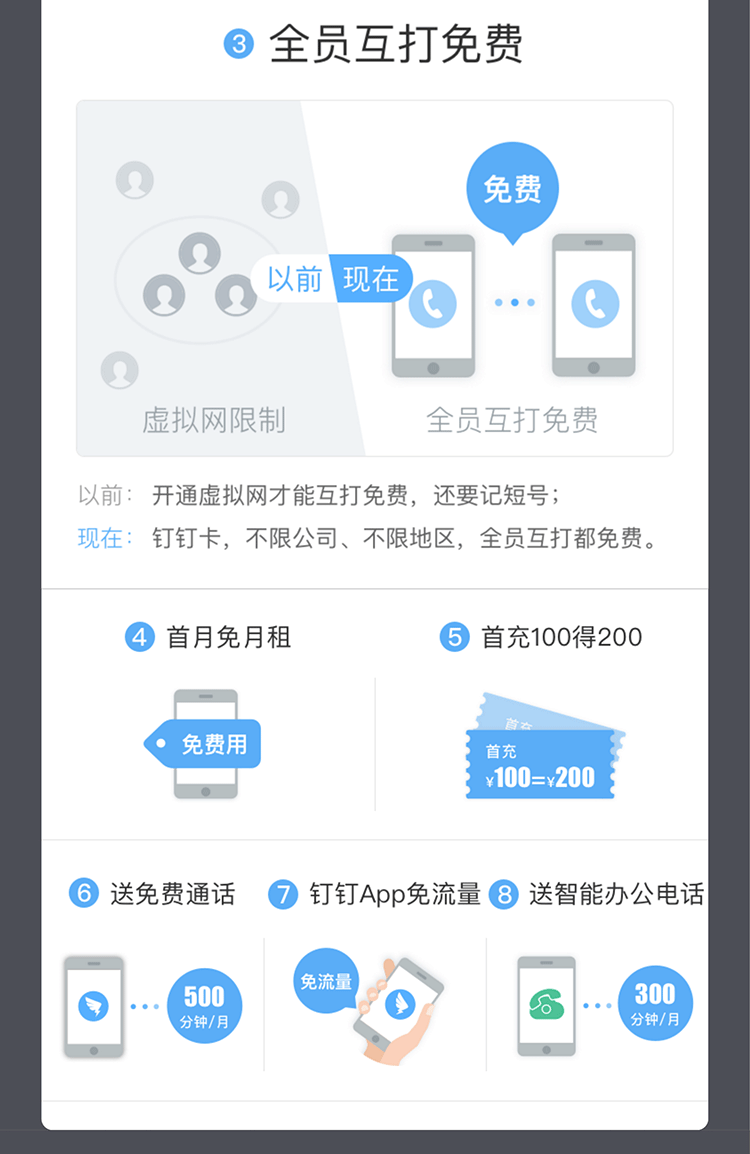 3 全员互打免费
免费
以前 现在
虚拟网限制
全员互打免费
以前：开通虚拟网才能互打免费，还要记短号；
现在：钉钉卡，不限公司、不限地区，全员互打都免费。
4 首月免月租
5 首充100得200
免费用
首充
首充
¥100=¥200
6 送免费通话
7 钉钉App免流量
8 送智能办公电话
500
分钟/月
免流量
300
分钟/月